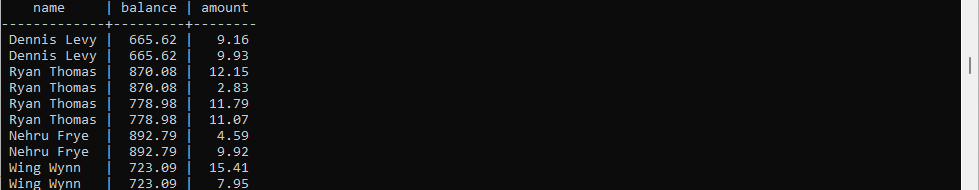 name | balance | amount
-------------+---------+--------
Dennis Levy | 665.62 | 9.16
Dennis Levy | 665.62 | 9.93
Ryan Thomas | 870.08 | 12.15
Ryan Thomas | 870.08 | 2.83
Ryan Thomas | 778.98 | 11.79
Ryan Thomas | 778.98 | 11.07
Nehru Frye | 892.79 | 4.59
Nehru Frye | 892.79 | 9.92
Wing Wynn | 723.09 | 15.41
Wing Wynn | 723.09 | 7.95